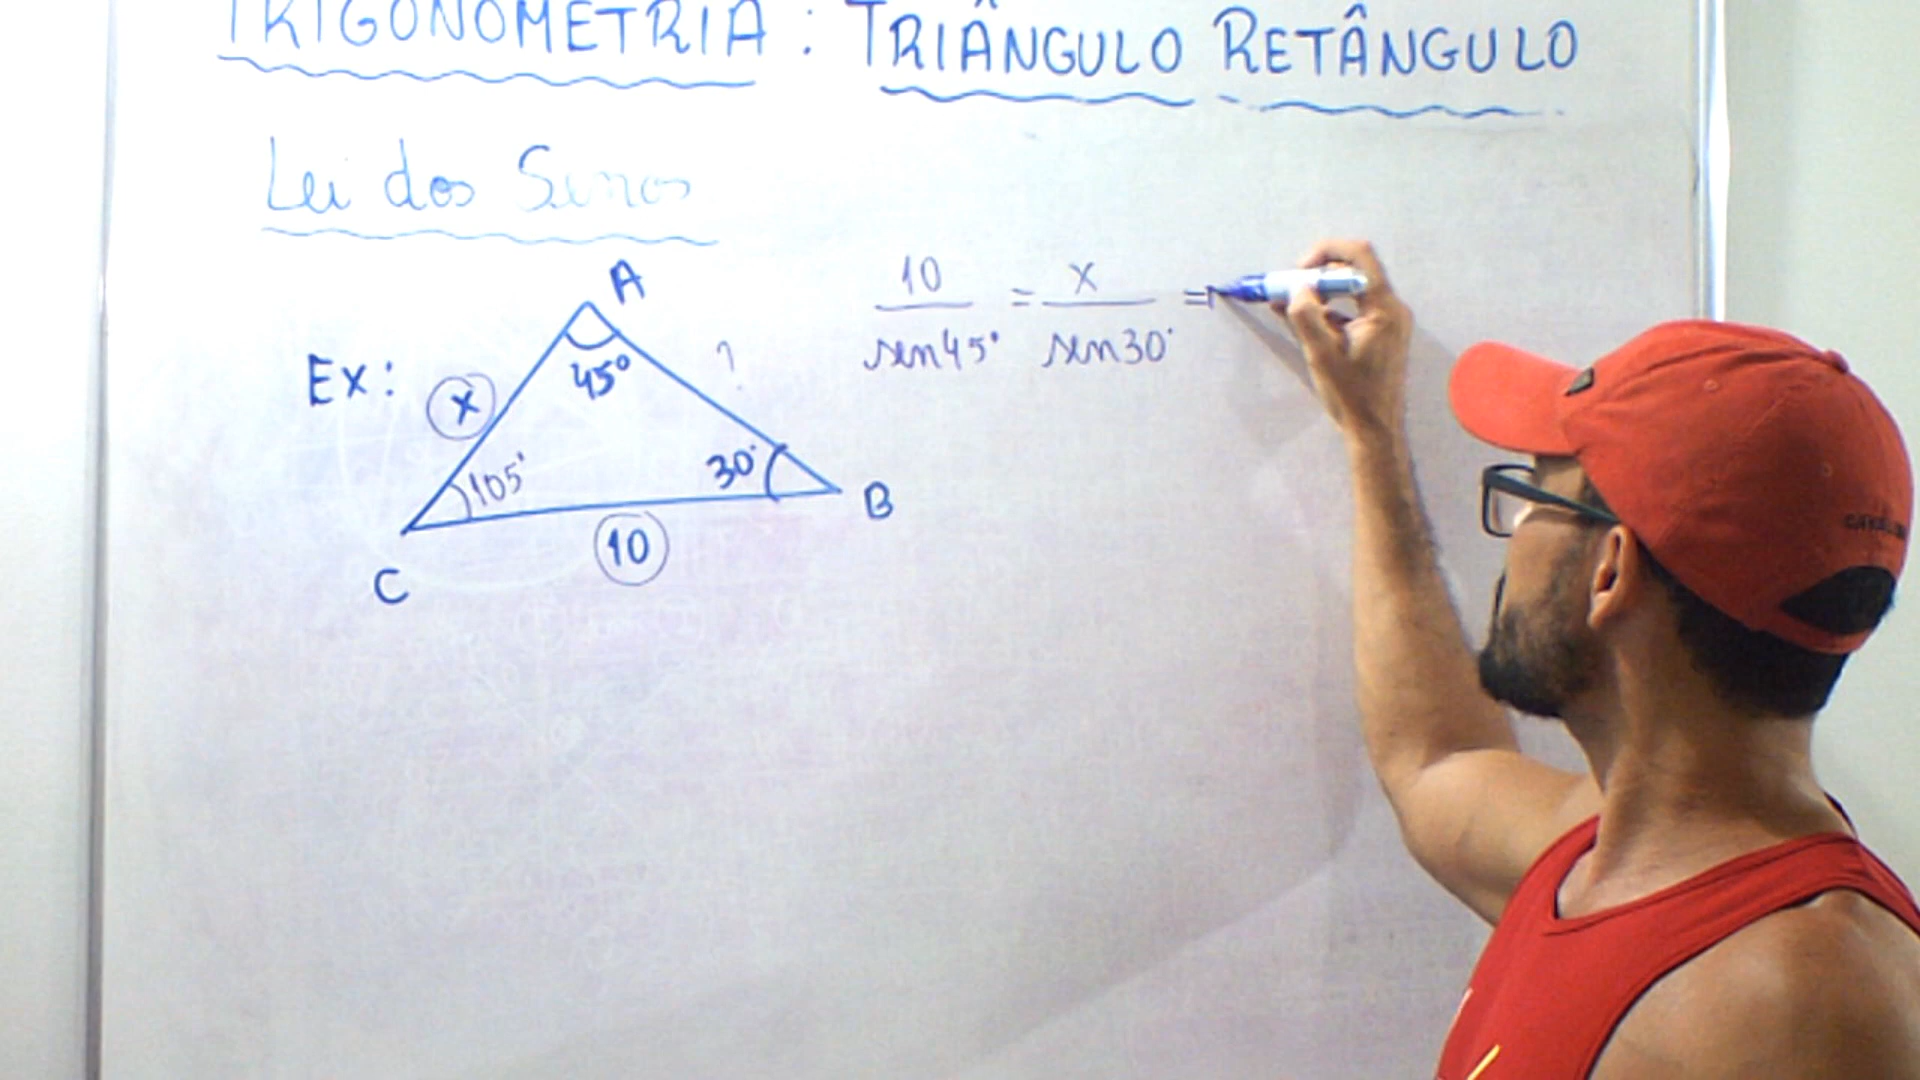 TRIGONOMETRIA : TRIÂNGULO RETÂNGULO
Lei dos Senos
A
10 = x =
sen45° sen30°
Ex: x 45° ?
105° 30°
B
10
C